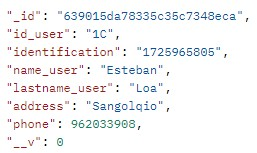 "_id": "639015da78335c35c7348eca",
"id_user": "1C",
"identification": "1725965805",
"name_user": "Esteban",
"lastname_user": "Loa",
"address": "Sangolqio",
"phone": 962033908,
"__v": 0